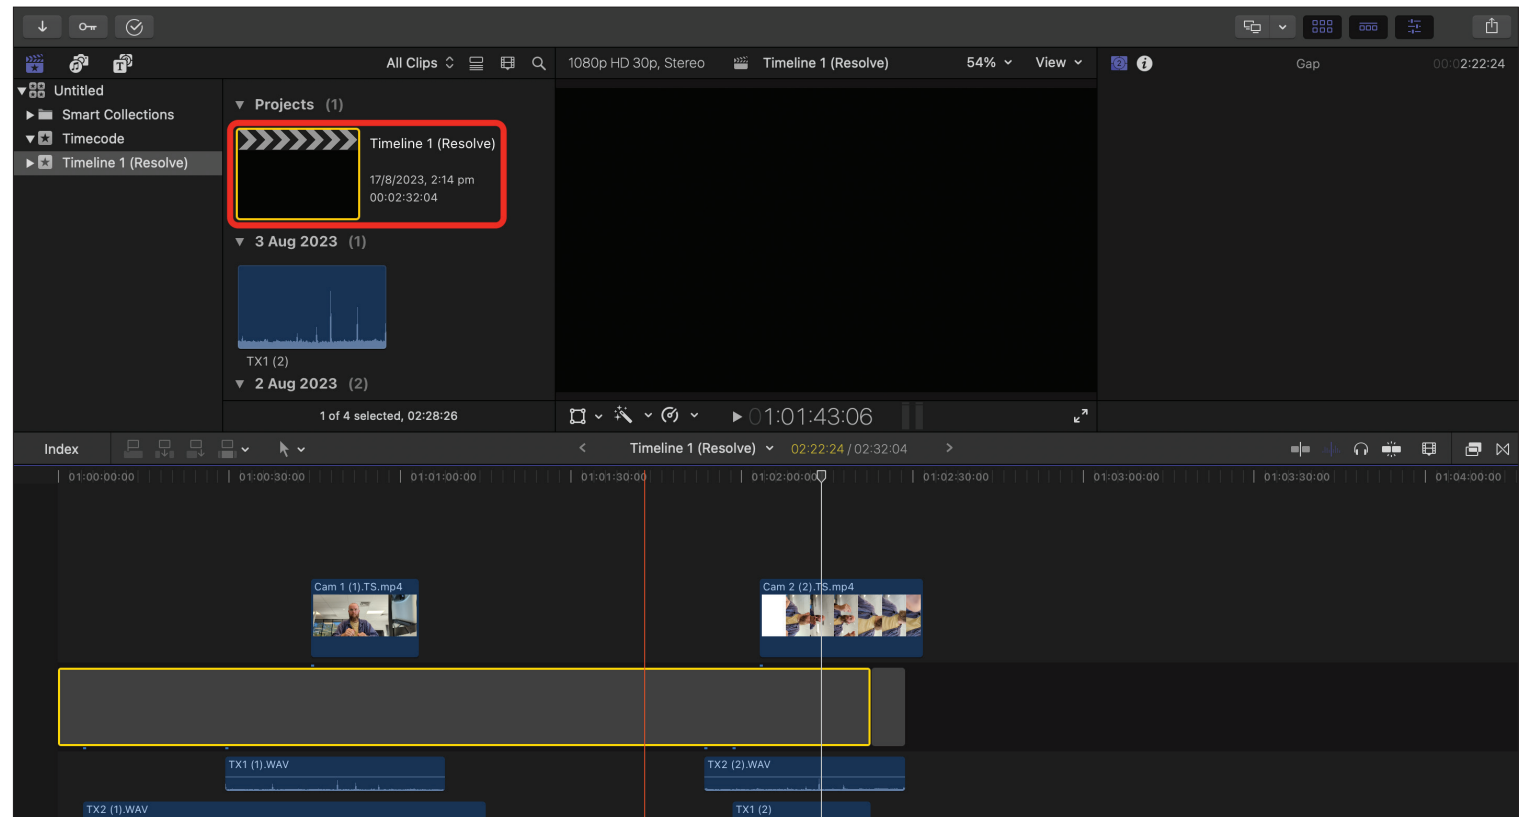 All Clips
1080p HD 30p, Stereo
Timeline 1 (Resolve)
54%
View
Gap
00:02:22:24
Untitled
Smart Collections
Timecode
Timeline 1 (Resolve)
Projects (1)
Timeline 1 (Resolve)
17/8/2023, 2:14 pm
00:02:32:04
3 Aug 2023 (1)
TX1 (2)
2 Aug 2023 (2)
1 of 4 selected, 02:28:26
01:01:43:06
Index
Timeline 1 (Resolve)
02:22:24 / 02:32:04
01:00:00:00
01:00:30:00
01:01:00:00
01:01:30:00
01:02:00:00
01:02:30:00
01:03:00:00
01:03:30:00
01:04:00:00
Cam 1 (1).TS.mp4
Cam 2 (2).TS.mp4
TX1 (1).WAV
TX2 (2).WAV
TX2 (1).WAV
TX1 (2)